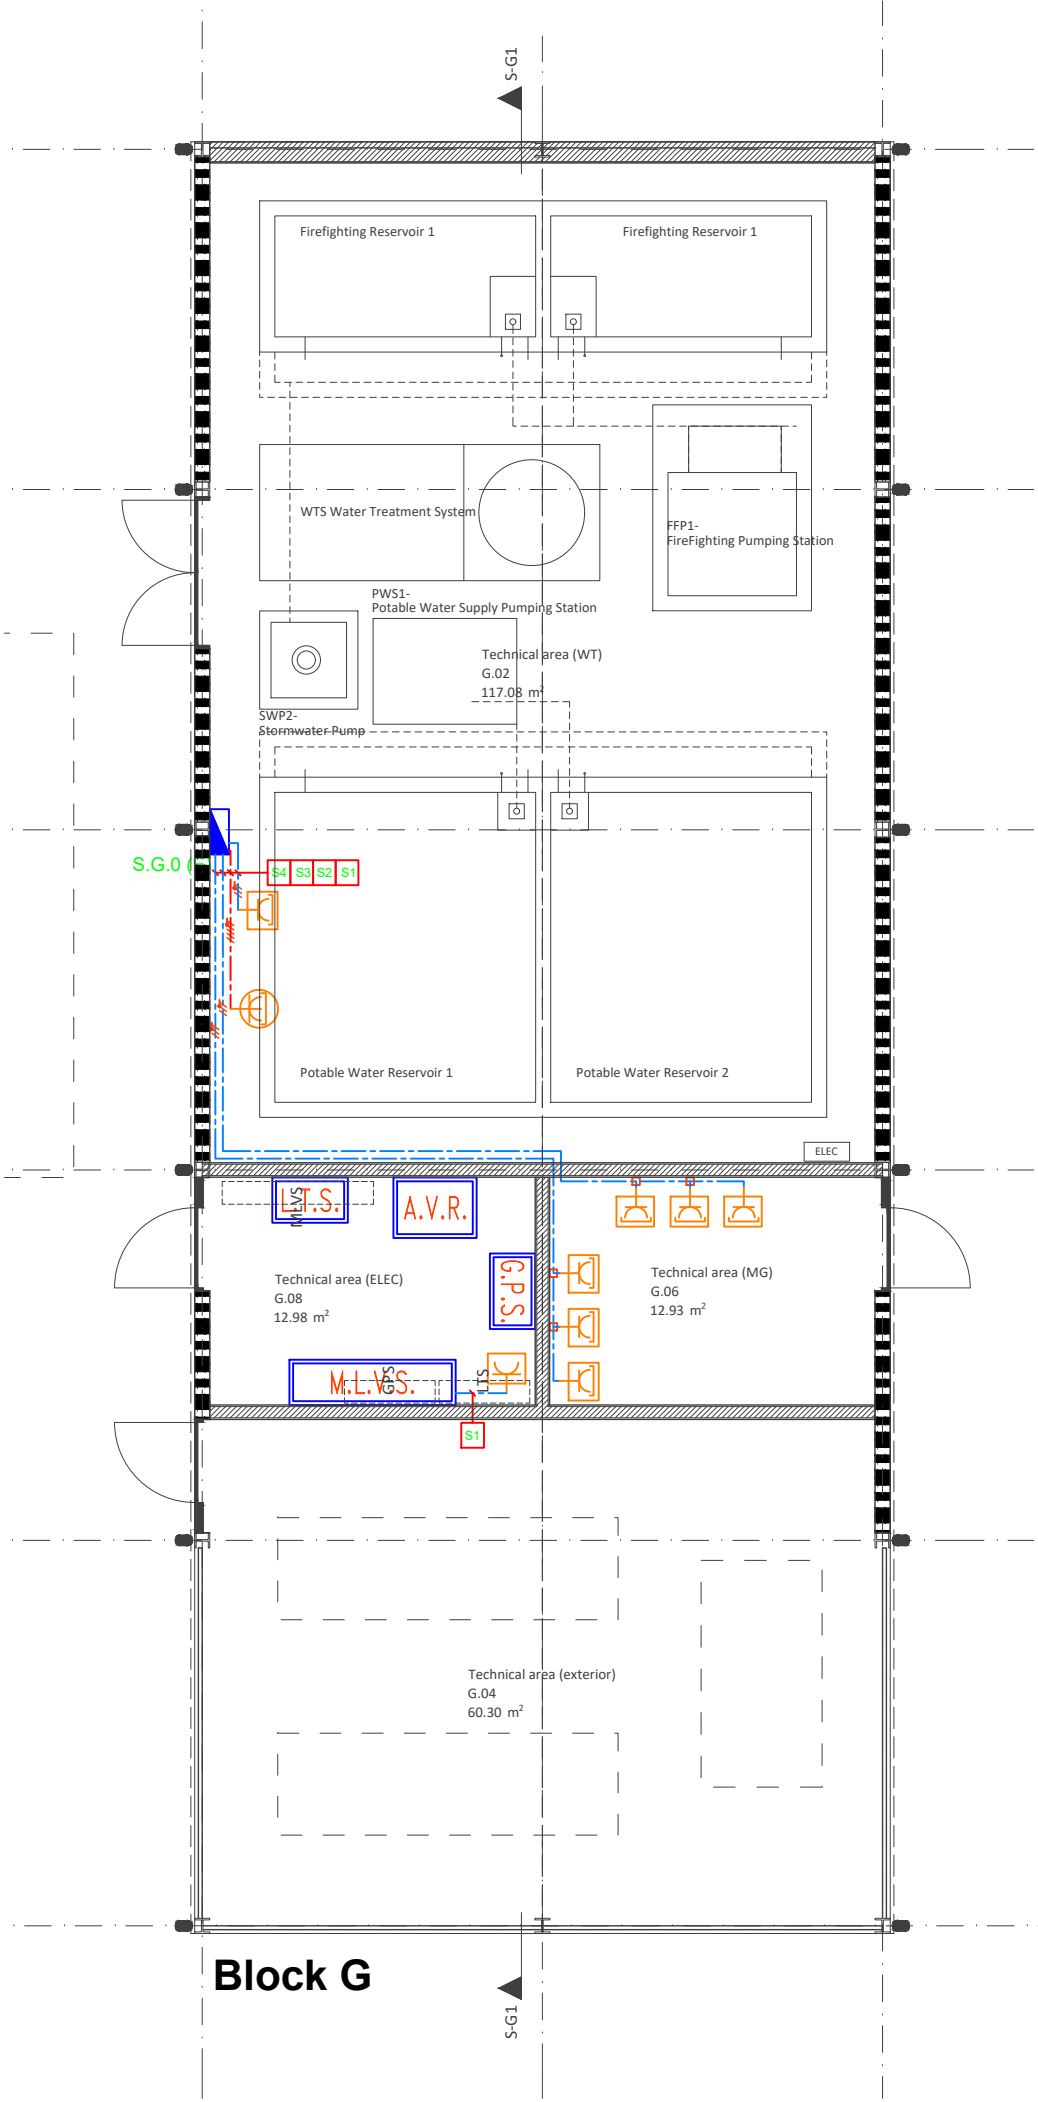 S-G1
Firefighting Reservoir 1
Firefighting Reservoir 1
WTS Water Treatment System
FFP1-
FireFighting Pumping Station
PWS1-
Potable Water Supply Pumping Station
Technical area (WT)
G.02
117.08 m²
SWP2-
Stormwater Pump
S.G.0 (
S4 S3 S2 S1
Potable Water Reservoir 1
Potable Water Reservoir 2
ELEC
L.T.S.
MLVS
A.V.R.
G.P.S.
Technical area (ELEC)
G.08
12.98 m²
Technical area (MG)
G.06
12.93 m²
M.L.V.S.
GPS
LTS
S1
Technical area (exterior)
G.04
60.30 m²
Block G
S-G1